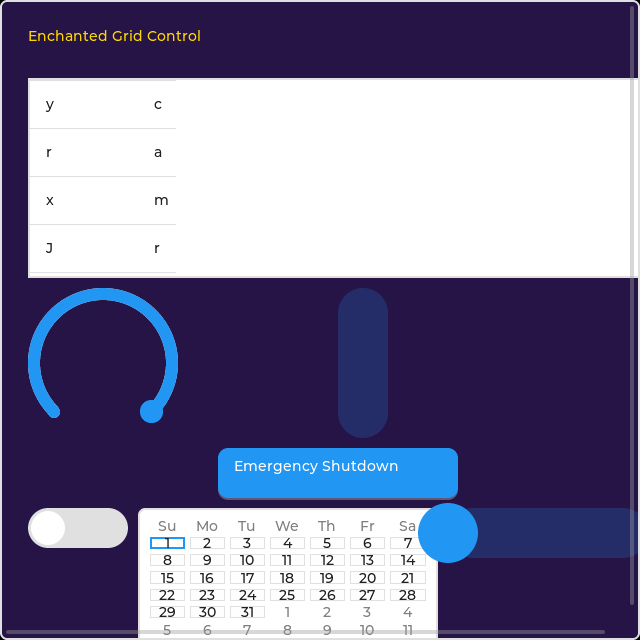 Enchanted Grid Control
y c
r a
x m
J r
Emergency Shutdown
Su Mo Tu We Th Fr Sa
1 2 3 4 5 6 7
8 9 10 11 12 13 14
15 16 17 18 19 20 21
22 23 24 25 26 27 28
29 30 31 1 2 3 4
5 6 7 8 9 10 11